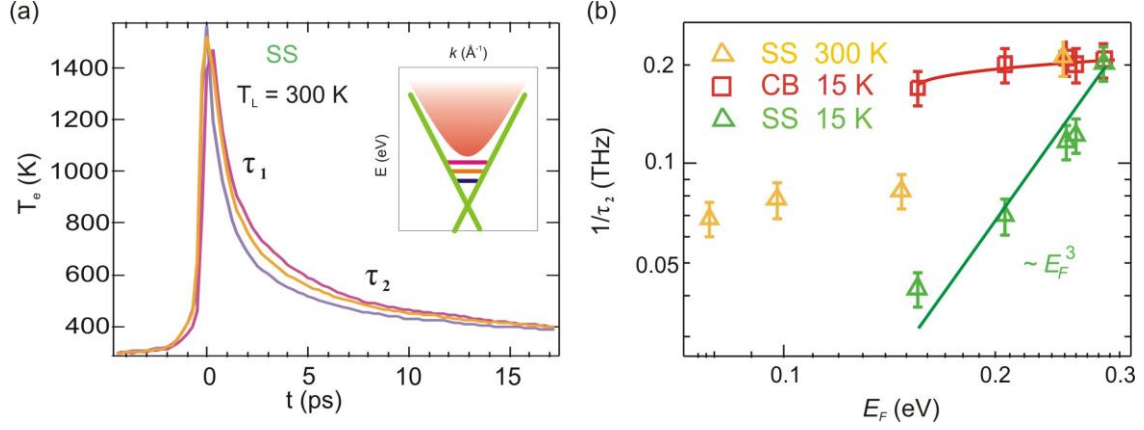 (a)
SS
T_L = 300 K
τ₁
τ₂
k (Å⁻¹)
E (eV)
T_e (K)
1400
1200
1000
800
600
400
0
5
10
15
t (ps)
(b)
SS 300 K
CB 15 K
SS 15 K
~ E_F³
1/τ₂ (THz)
0.2
0.1
0.05
0.1
0.2
0.3
E_F (eV)